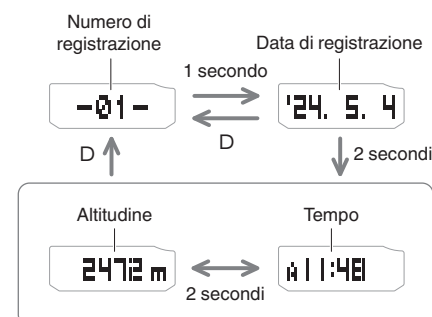 Numero di
registrazione
Data di registrazione
1 secondo
-01-
'24. 5. 4
D
D
2 secondi
Altitudine
Tempo
2472 m
A11:48
2 secondi